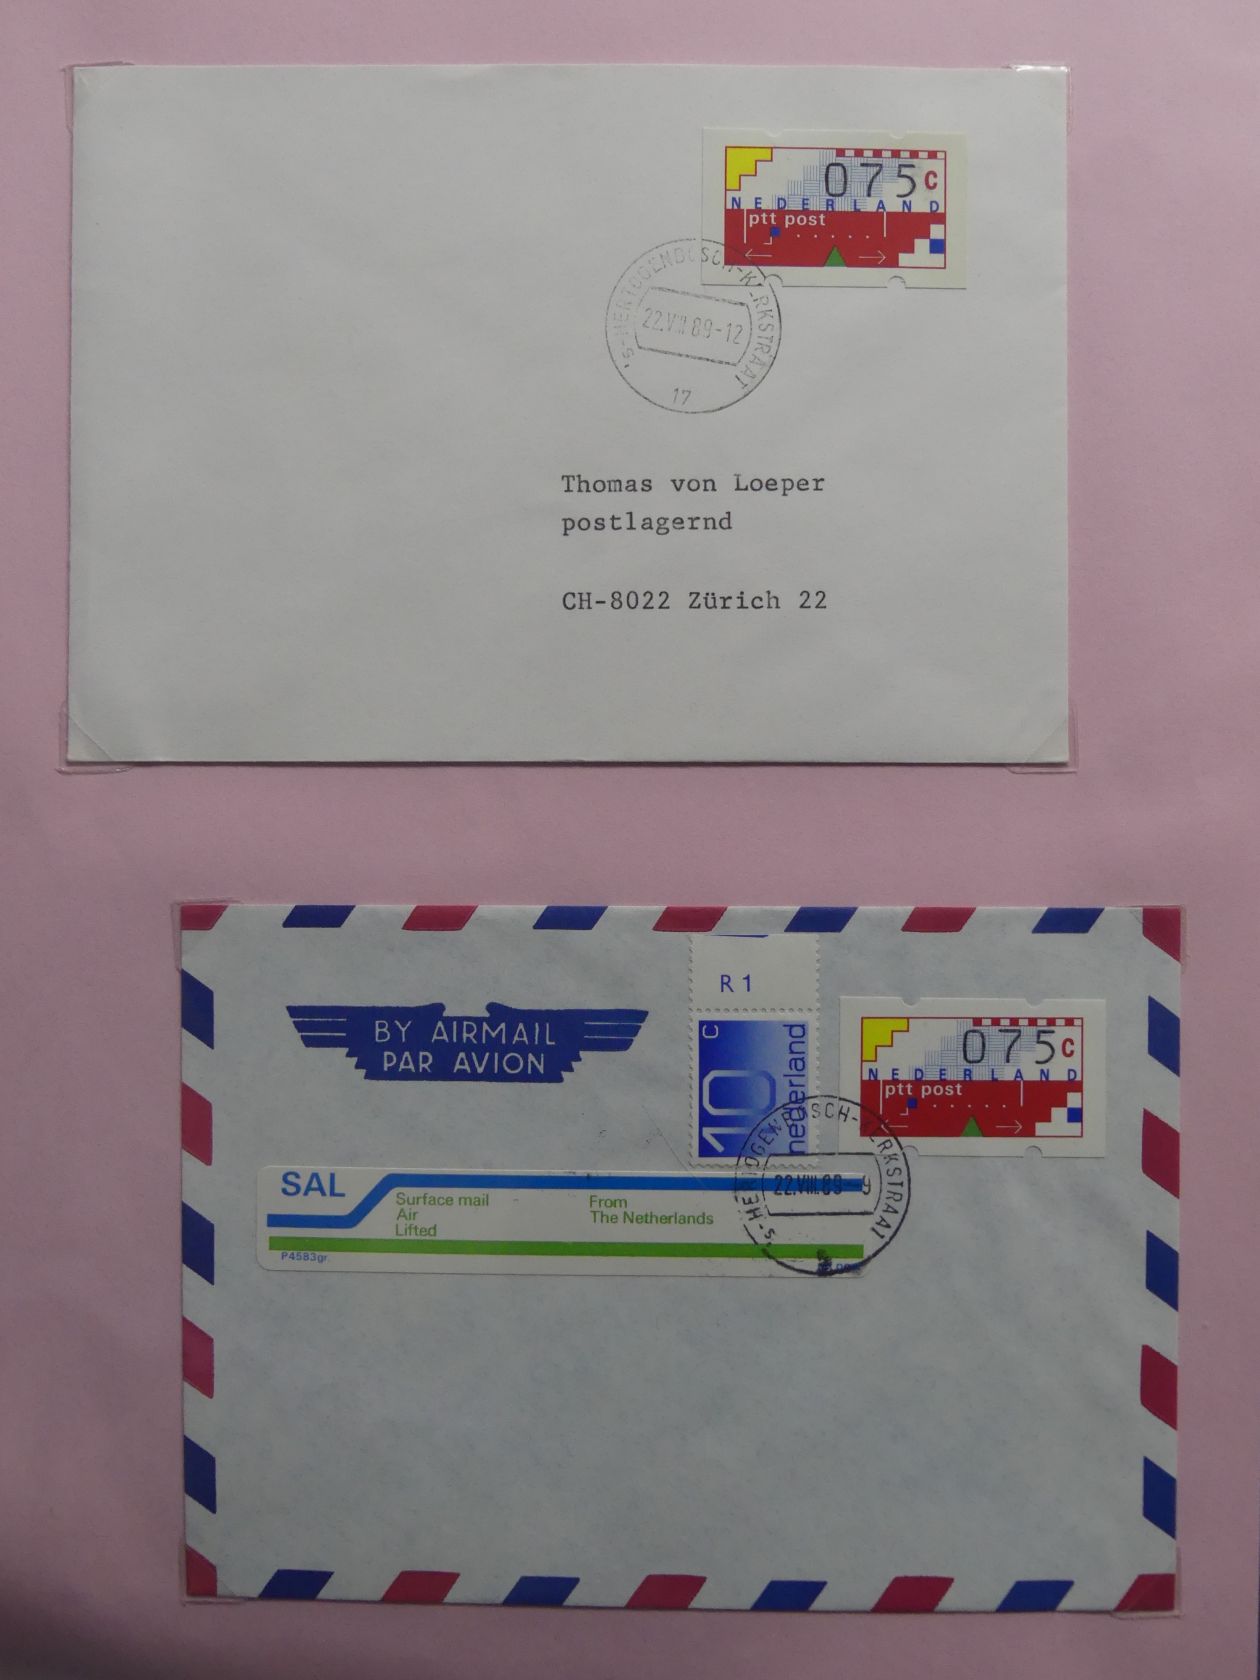 075c
NEDERLAND
ptt post
'S-HERTOGENBOSCH-KERKSTRAAT
22.VIII 89-12
17
Thomas von Loeper
postlagernd
CH-8022 Zürich 22
R 1
BY AIRMAIL
PAR AVION
10 c
nederland
075c
NEDERLAND
ptt post
'S-HERTOGENBOSCH-KERKSTRAAT
22.VIII.89-9
SAL
Surface mail
Air
Lifted
From
The Netherlands
P4583gr.